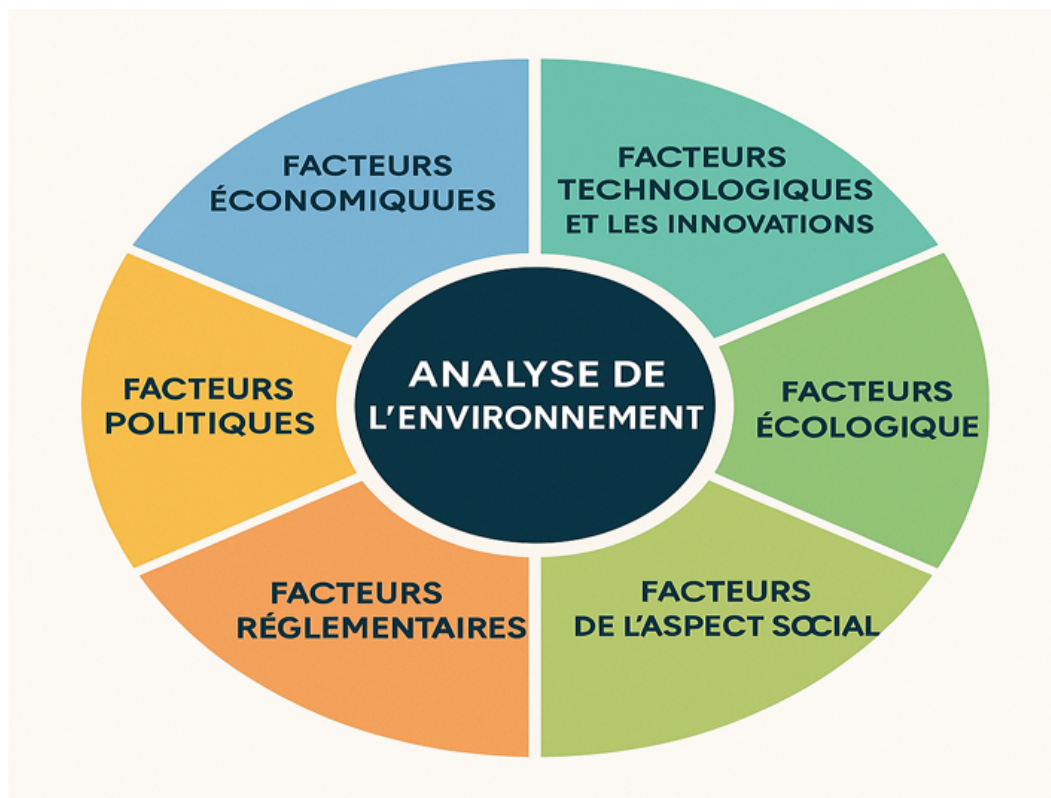 FACTEURS
ÉCONOMIQUUES
FACTEURS
TECHNOLOGIQUES
ET LES INNOVATIONS
FACTEURS
POLITIQUES
ANALYSE DE
L'ENVIRONNEMENT
FACTEURS
ÉCOLOGIQUE
FACTEURS
RÉGLEMENTAIRES
FACTEURS
DE L'ASPECT SOCIAL